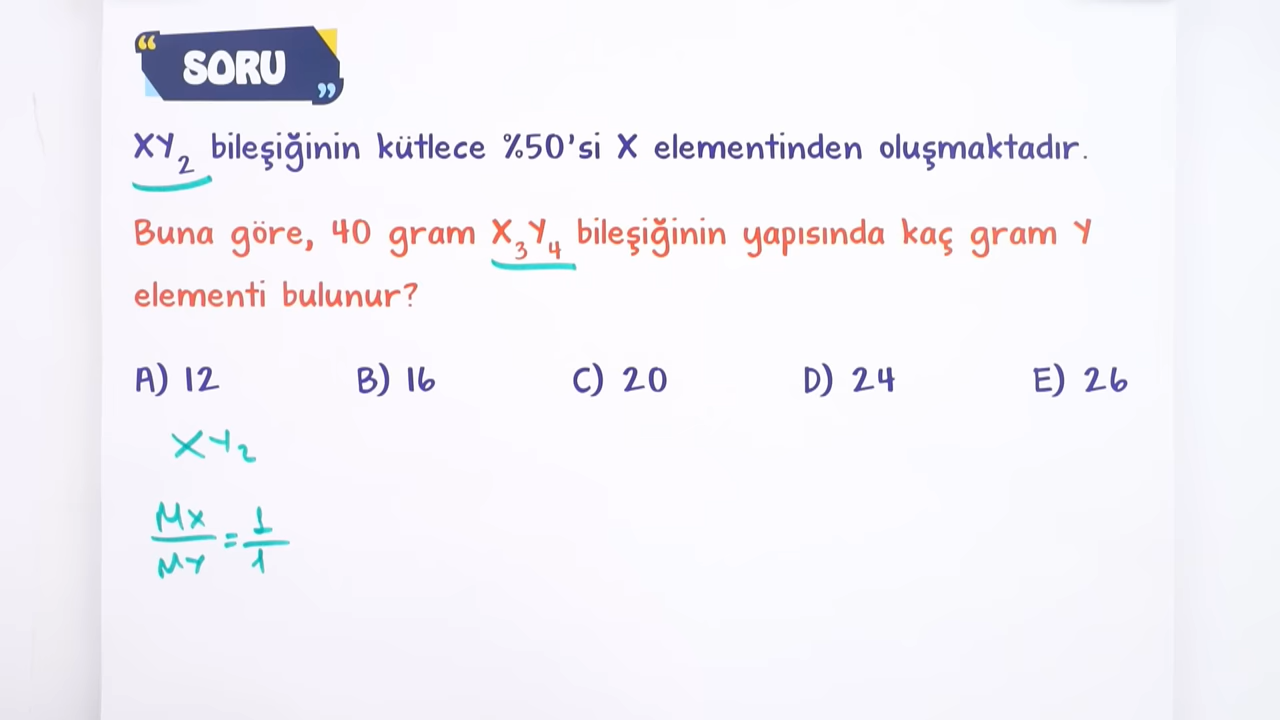 “ SORU ”
XY₂ bileşiğinin kütlece %50'si X elementinden oluşmaktadır.
Buna göre, 40 gram X₃Y₄ bileşiğinin yapısında kaç gram Y
elementi bulunur?
A) 12 B) 16 C) 20 D) 24 E) 26
XY₂
Mx/My = 1/1